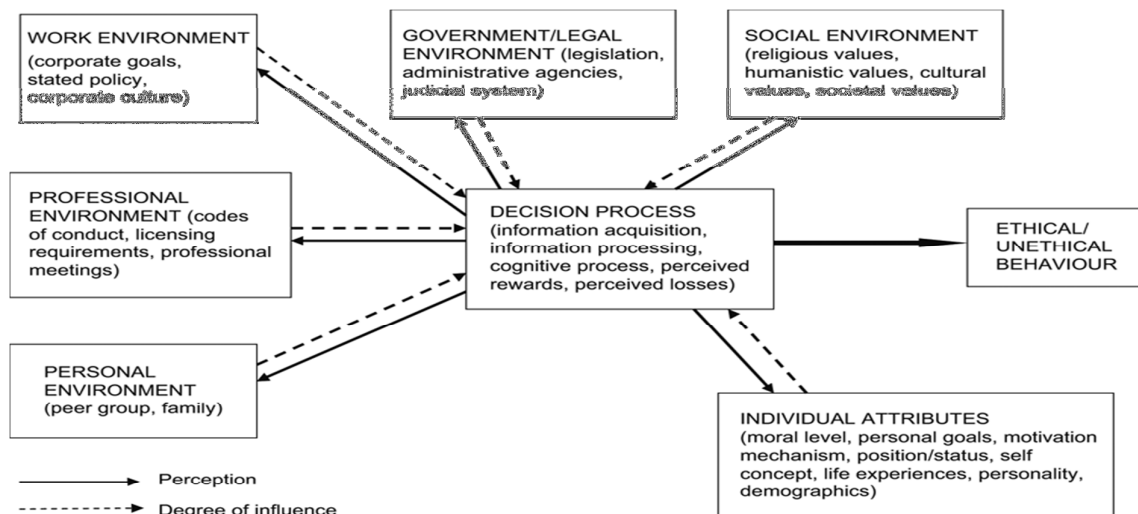 WORK ENVIRONMENT
(corporate goals,
stated policy,
corporate culture)
GOVERNMENT/LEGAL
ENVIRONMENT (legislation,
administrative agencies,
judicial system)
SOCIAL ENVIRONMENT
(religious values,
humanistic values, cultural
values, societal values)
PROFESSIONAL
ENVIRONMENT (codes
of conduct, licensing
requirements, professional
meetings)
DECISION PROCESS
(information acquisition,
information processing,
cognitive process, perceived
rewards, perceived losses)
ETHICAL/
UNETHICAL
BEHAVIOUR
PERSONAL
ENVIRONMENT
(peer group, family)
INDIVIDUAL ATTRIBUTES
(moral level, personal goals, motivation
mechanism, position/status, self
concept, life experiences, personality,
demographics)
Perception
Degree of influence